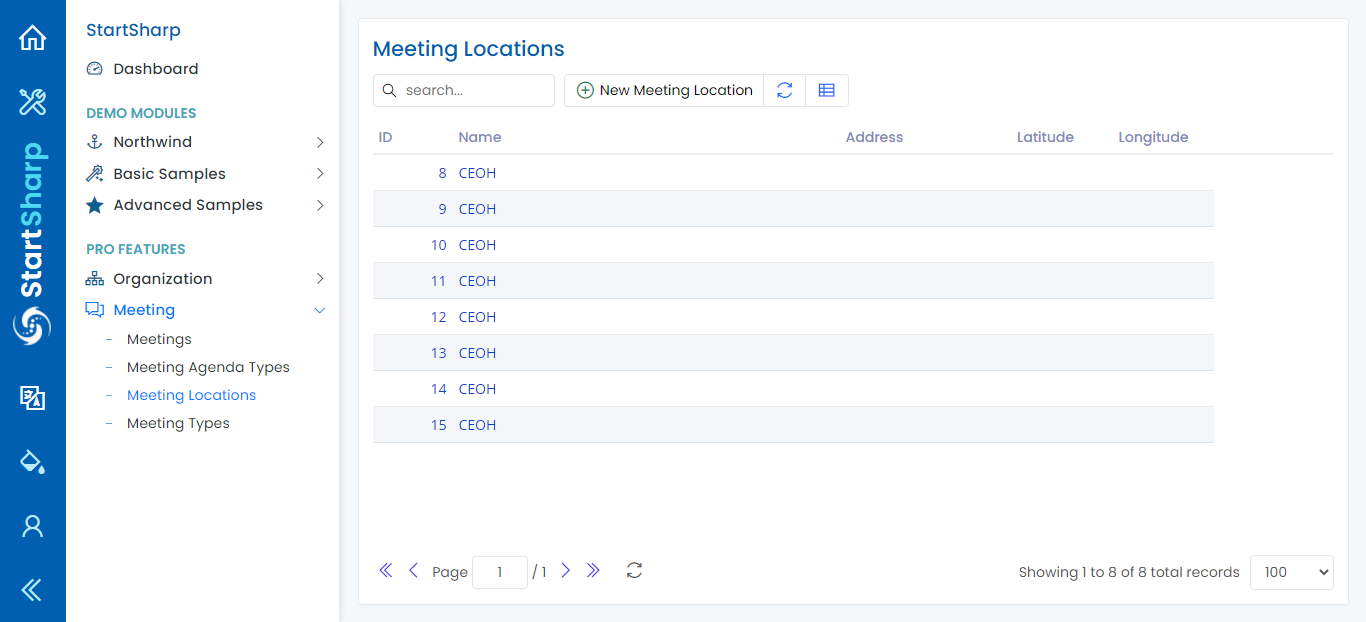 StartSharp
StartSharp
Dashboard
DEMO MODULES
Northwind
Basic Samples
Advanced Samples
PRO FEATURES
Organization
Meeting
– Meetings
– Meeting Agenda Types
– Meeting Locations
– Meeting Types
Meeting Locations
search...
New Meeting Location
ID Name Address Latitude Longitude
8 CEOH
9 CEOH
10 CEOH
11 CEOH
12 CEOH
13 CEOH
14 CEOH
15 CEOH
Page 1 / 1
Showing 1 to 8 of 8 total records 100